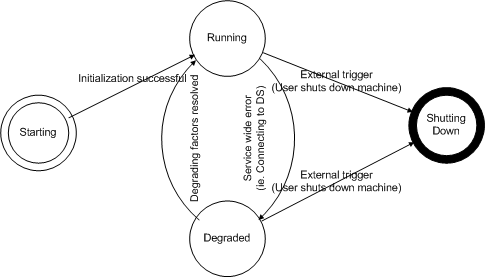 Running
Initialization successful
External trigger
(User shuts down machine)
Degrading factors resolved
Service wide error
(ie. Connecting to DS)
Starting
Shutting
Down
External trigger
(User shuts down machine)
Degraded